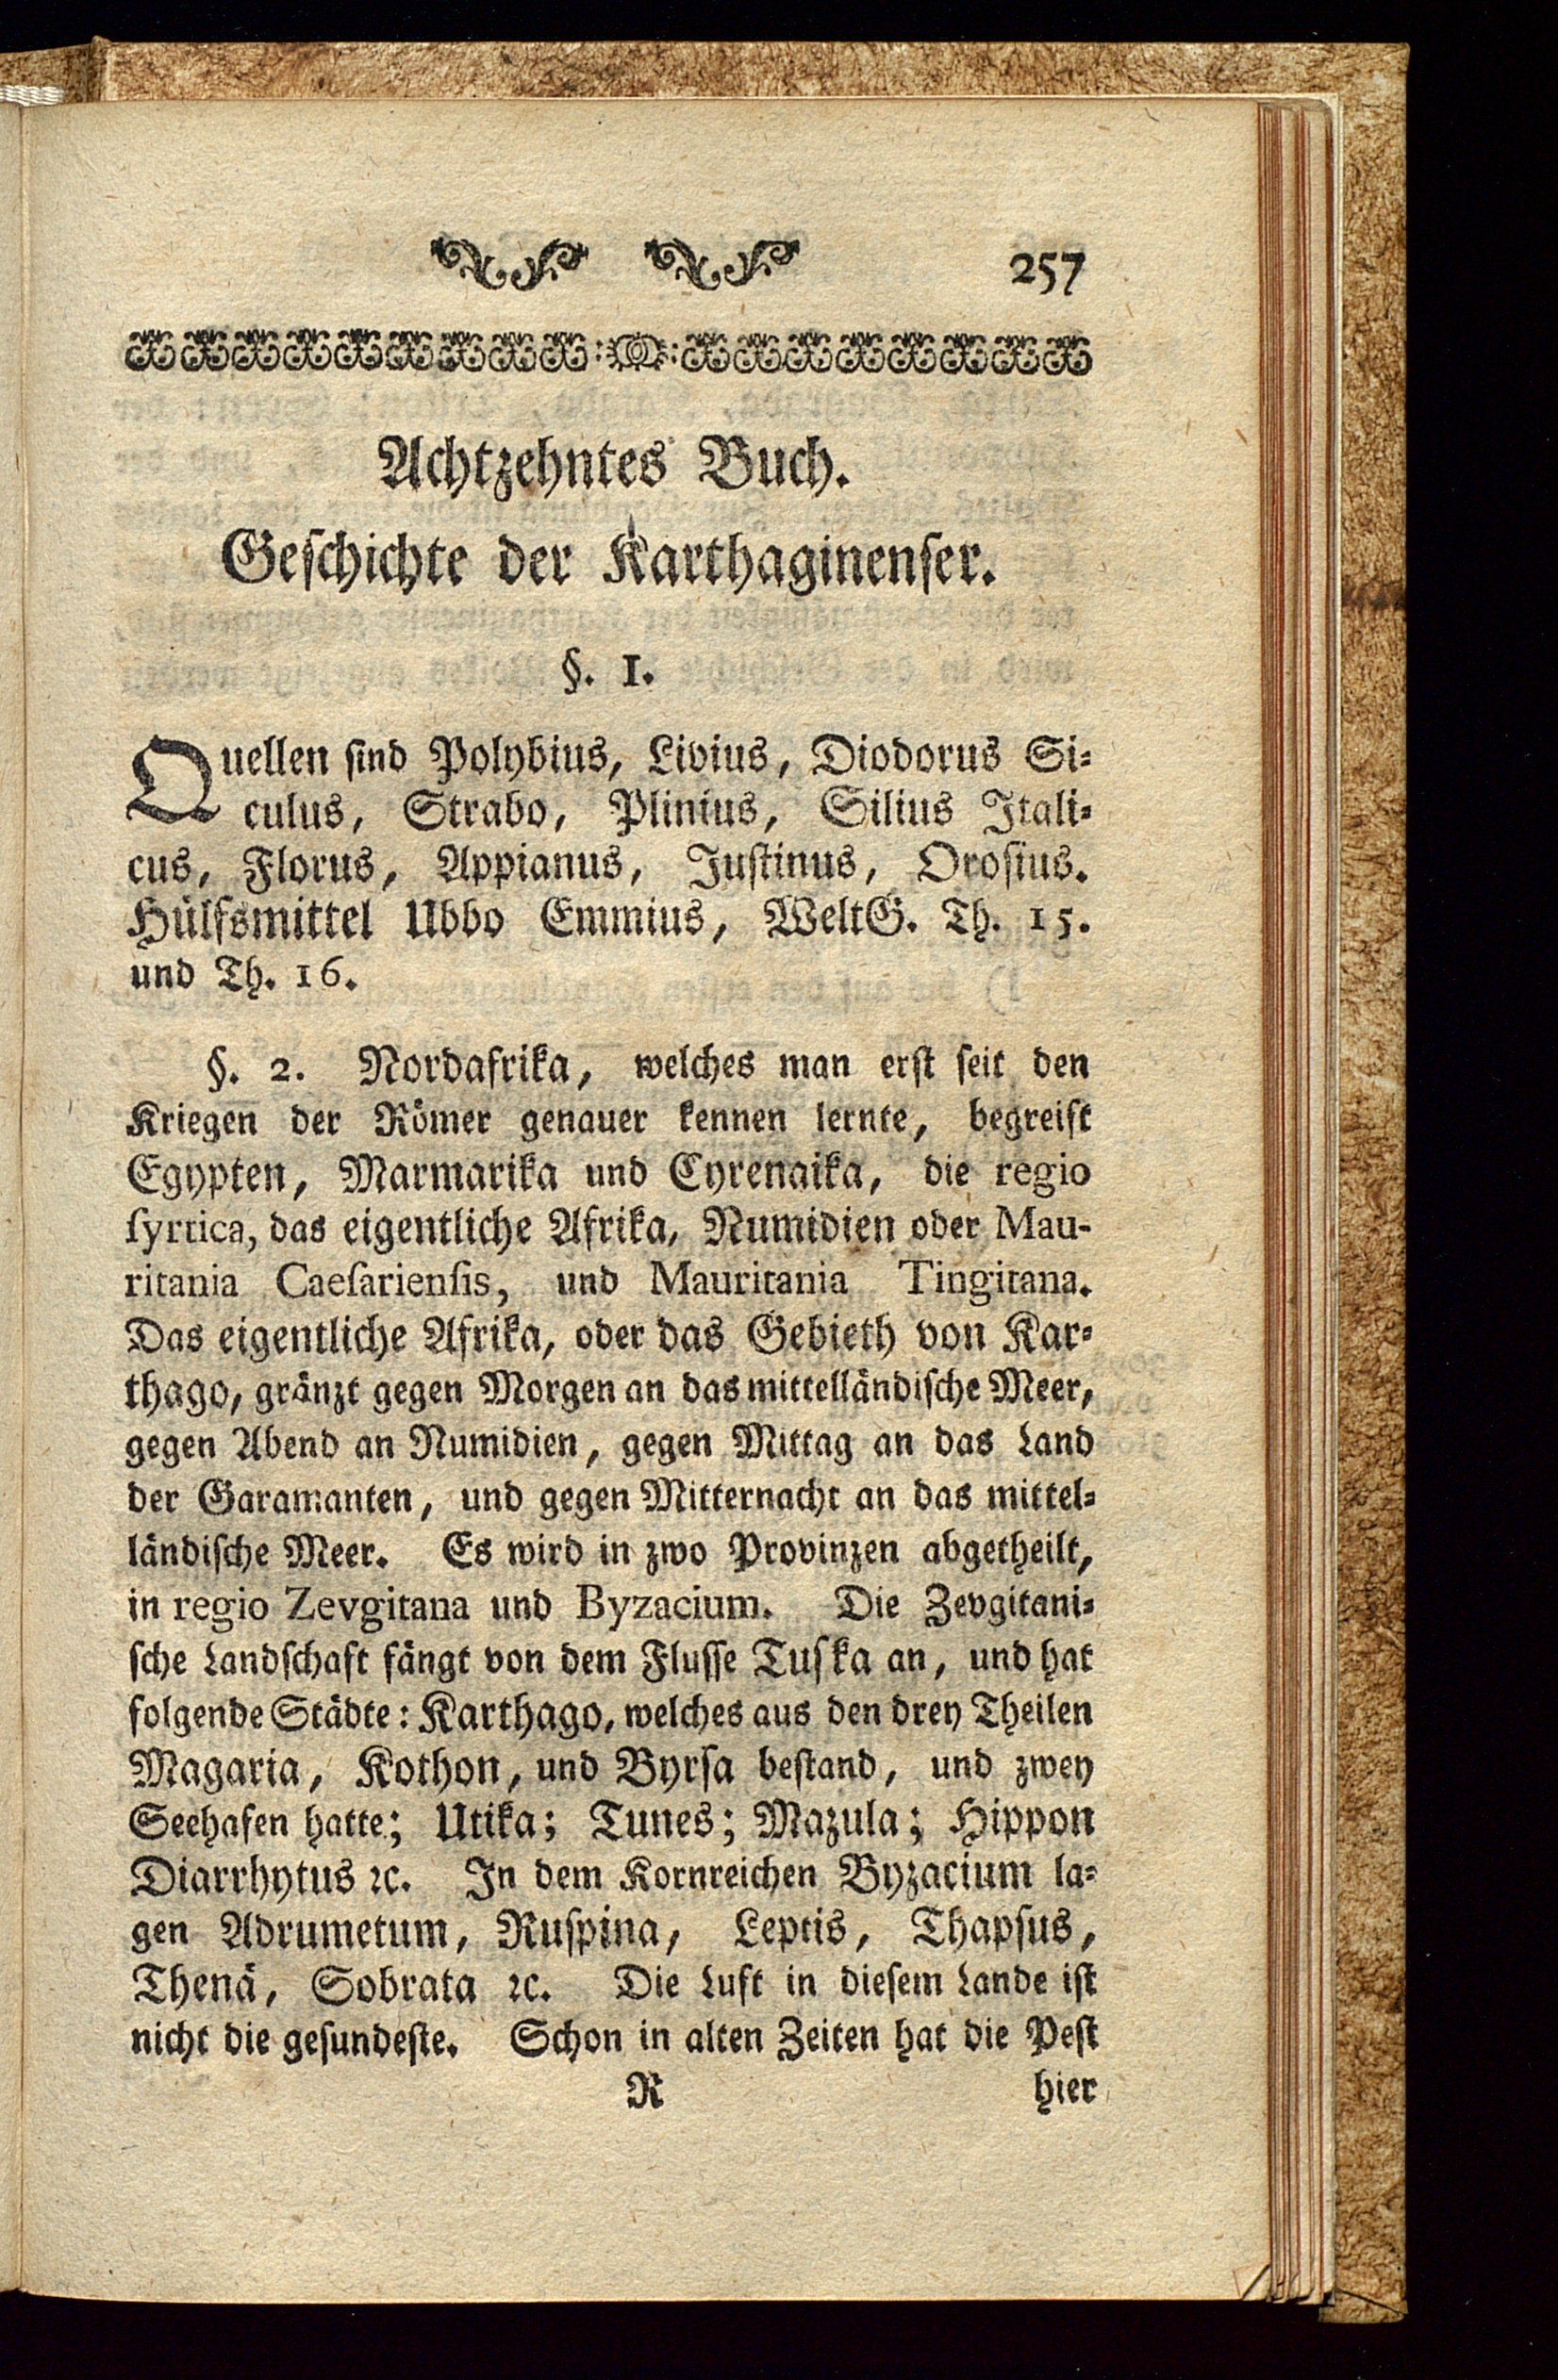 257
Achtzehntes Buch.
Geſchichte der Karthaginenſer.
§. 1.
Quellen ſind Polybius, Livius, Diodorus Si⸗
culus, Strabo, Plinius, Silius Itali⸗
cus, Florus, Appianus, Juſtinus, Oroſius.
Hülfsmittel Ubbo Emmius, WeltG. Th. 15.
und Th. 16.
§. 2. Nordafrika, welches man erſt ſeit den
Kriegen der Römer genauer kennen lernte, begreift
Egypten, Marmarika und Cyrenaika, die regio
ſyrtica, das eigentliche Afrika, Numidien oder Mau-
ritania Caeſarienſis, und Mauritania Tingitana.
Das eigentliche Afrika, oder das Gebieth von Kar⸗
thago, gränzt gegen Morgen an das mittelländiſche Meer,
gegen Abend an Numidien, gegen Mittag an das Land
der Garamanten, und gegen Mitternacht an das mittel⸗
ländiſche Meer. Es wird in zwo Provinzen abgetheilt,
in regio Zevgitana und Byzacium. Die Zevgitani⸗
ſche Landſchaft fängt von dem Fluſſe Tuſka an, und hat
folgende Städte: Karthago, welches aus den drey Theilen
Magaria, Kothon, und Byrſa beſtand, und zwey
Seehafen hatte; Utika; Tunes; Mazula; Hippon
Diarrhytus ꝛc. In dem Kornreichen Byzacium la⸗
gen Adrumetum, Ruſpina, Leptis, Thapſus,
Thenä, Sobrata ꝛc. Die Luft in dieſem Lande iſt
nicht die geſundeſte. Schon in alten Zeiten hat die Peſt
R hier